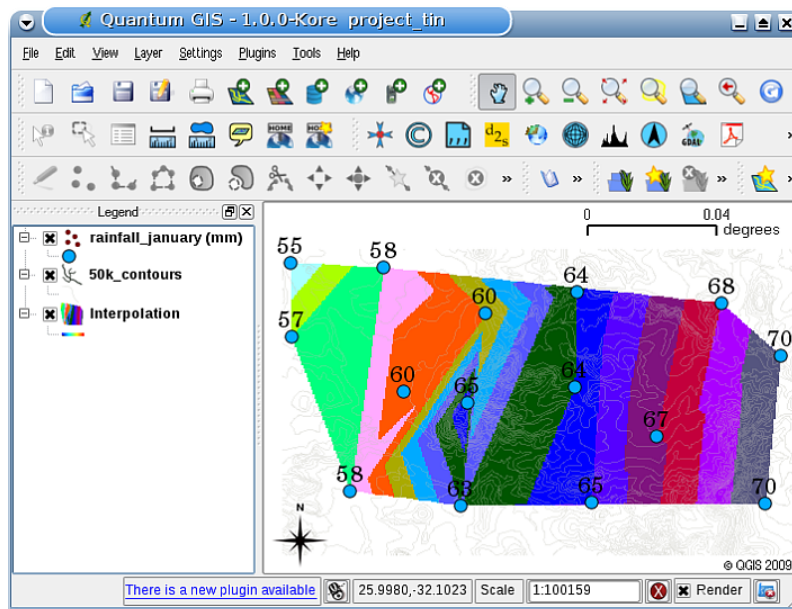 Quantum GIS - 1.0.0-Kore project_tin
File Edit View Layer Settings Plugins Tools Help
HOME HOM
d2s GDAL
» »
» » »
Legend
rainfall_january (mm)
50k_contours
Interpolation
0 0.04
degrees
55 58 64 68
60
57 70
60 65 64
67
58 63 65 70
N
© QGIS 2009
There is a new plugin available 25.9980,-32.1023 Scale 1:100159 Render